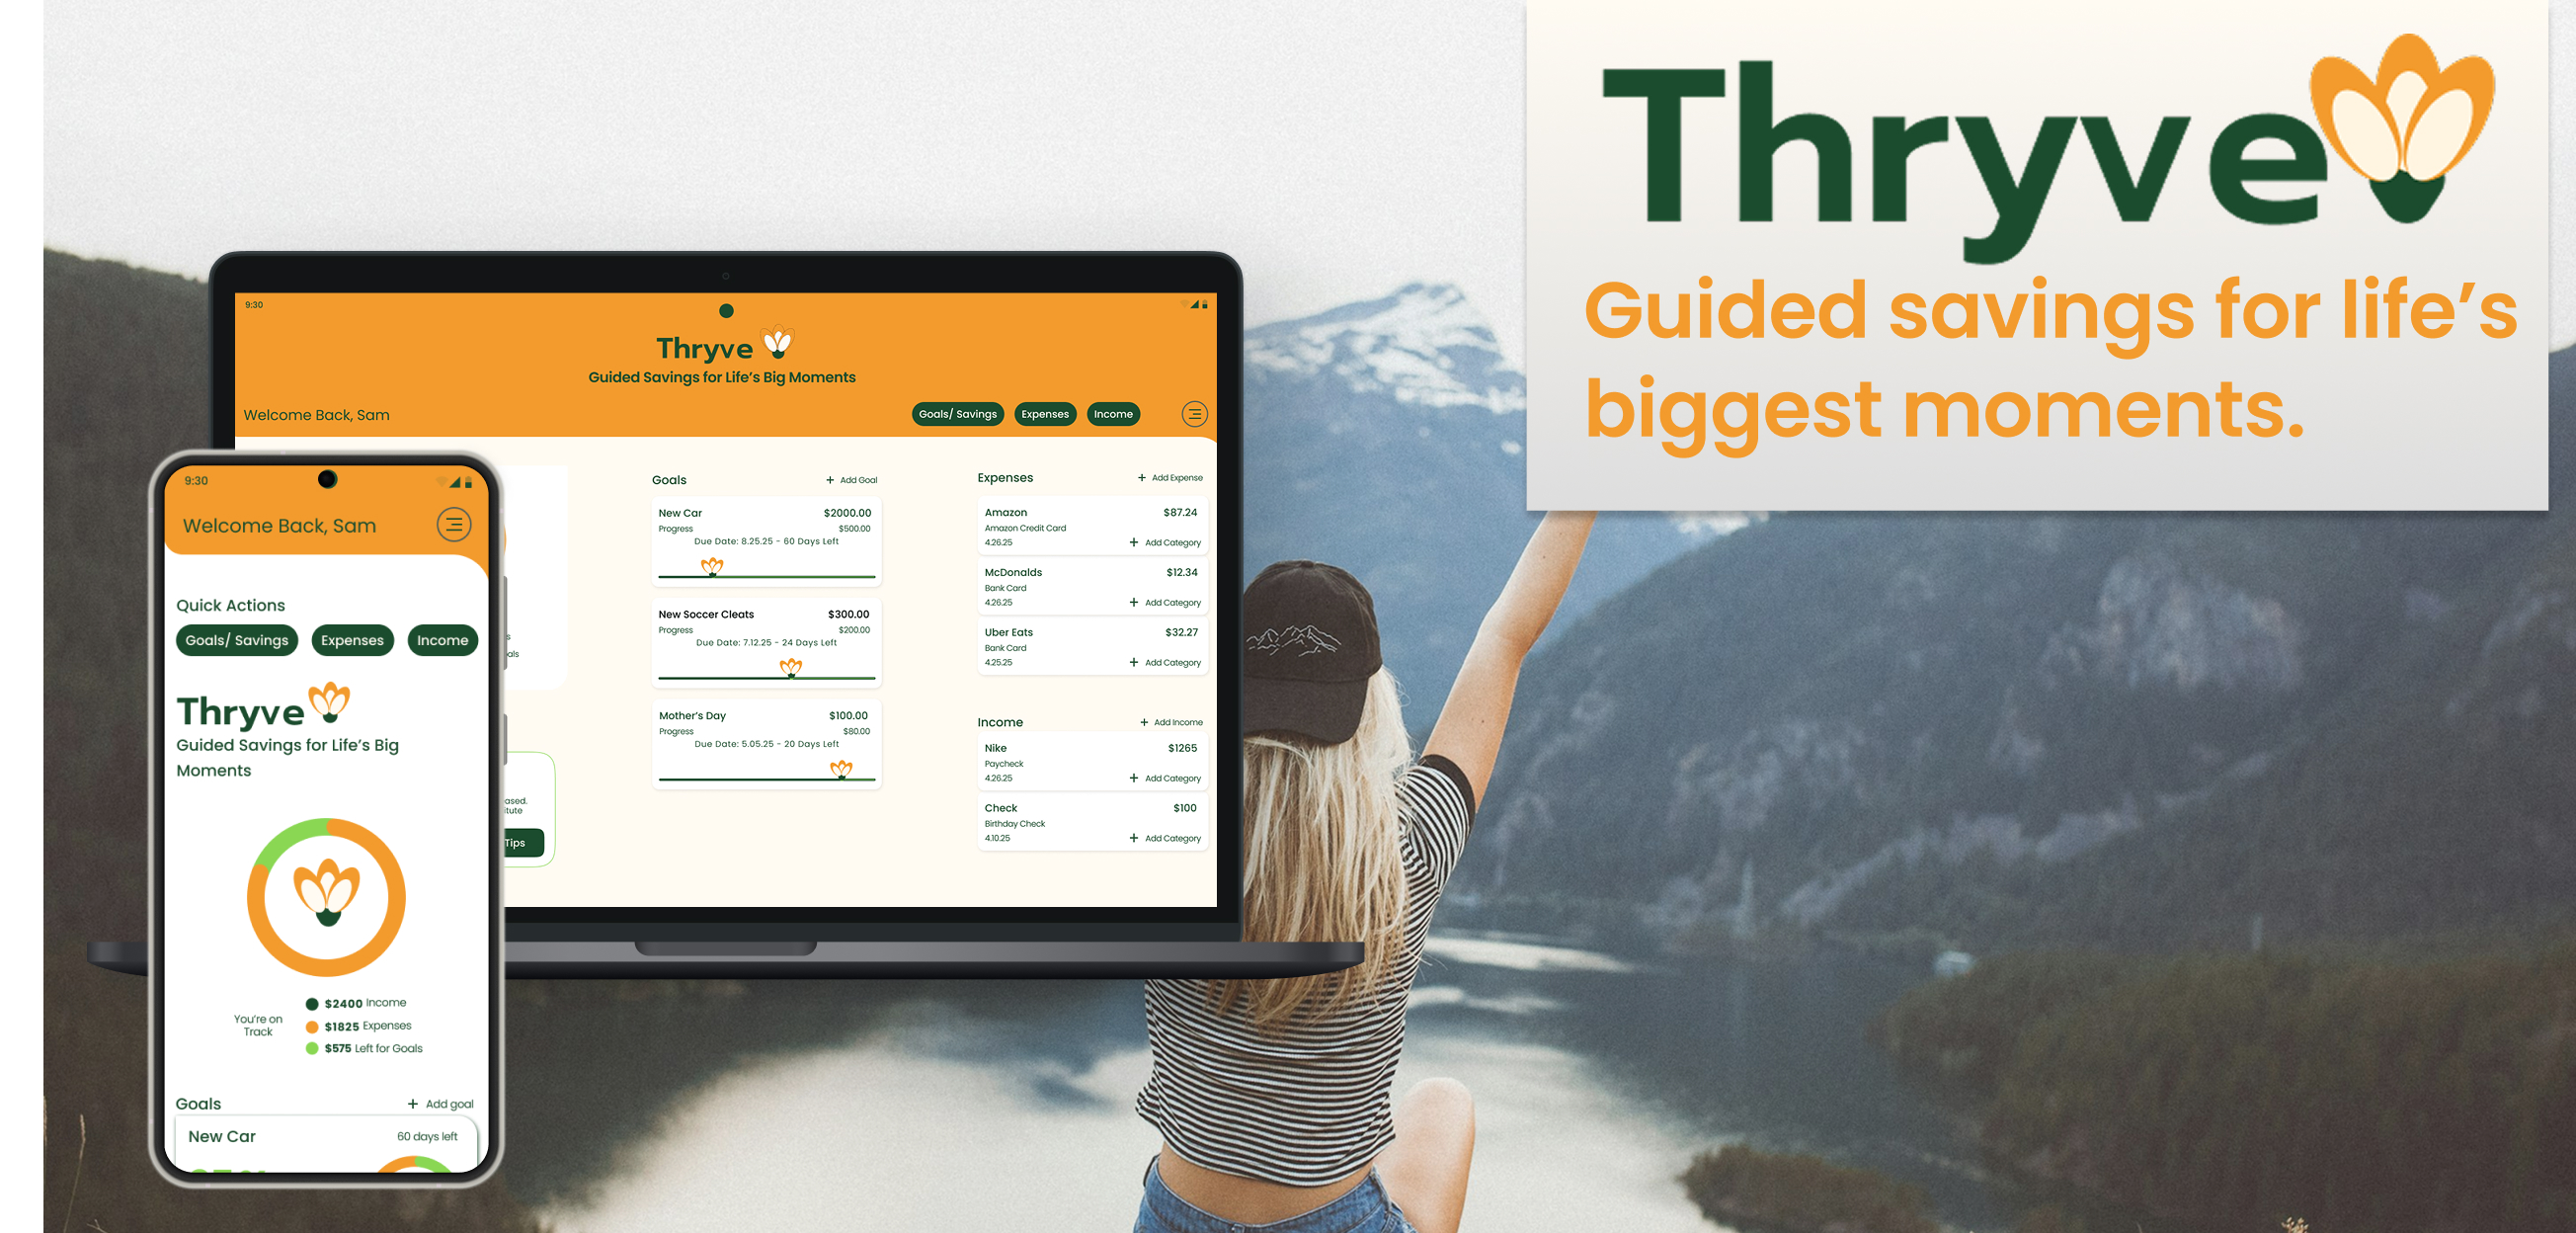 Thryve
Guided savings for life's
biggest moments.
9:30
Thryve
Guided Savings for Life's Big Moments
Welcome Back, Sam
Goals/ Savings
Expenses
Income
Goals
+ Add Goal
New Car $2000.00
Progress $500.00
Due Date: 8.25.25 - 60 Days Left
New Soccer Cleats $300.00
Progress $200.00
Due Date: 7.12.25 - 24 Days Left
Mother's Day $100.00
Progress $80.00
Due Date: 5.05.25 - 20 Days Left
Expenses
+ Add Expense
Amazon $87.24
Amazon Credit Card
4.26.25 + Add Category
McDonalds $12.34
Bank Card
4.26.25 + Add Category
Uber Eats $32.27
Bank Card
4.25.25 + Add Category
Income
+ Add Income
Nike $1265
Paycheck
4.26.25 + Add Category
Check $100
Birthday Check
4.10.25 + Add Category
Tips
9:30
Welcome Back, Sam
Quick Actions
Goals/ Savings
Expenses
Income
Thryve
Guided Savings for Life's Big
Moments
You're on
Track
$2400 Income
$1825 Expenses
$575 Left for Goals
Goals
+ Add goal
New Car 60 days left